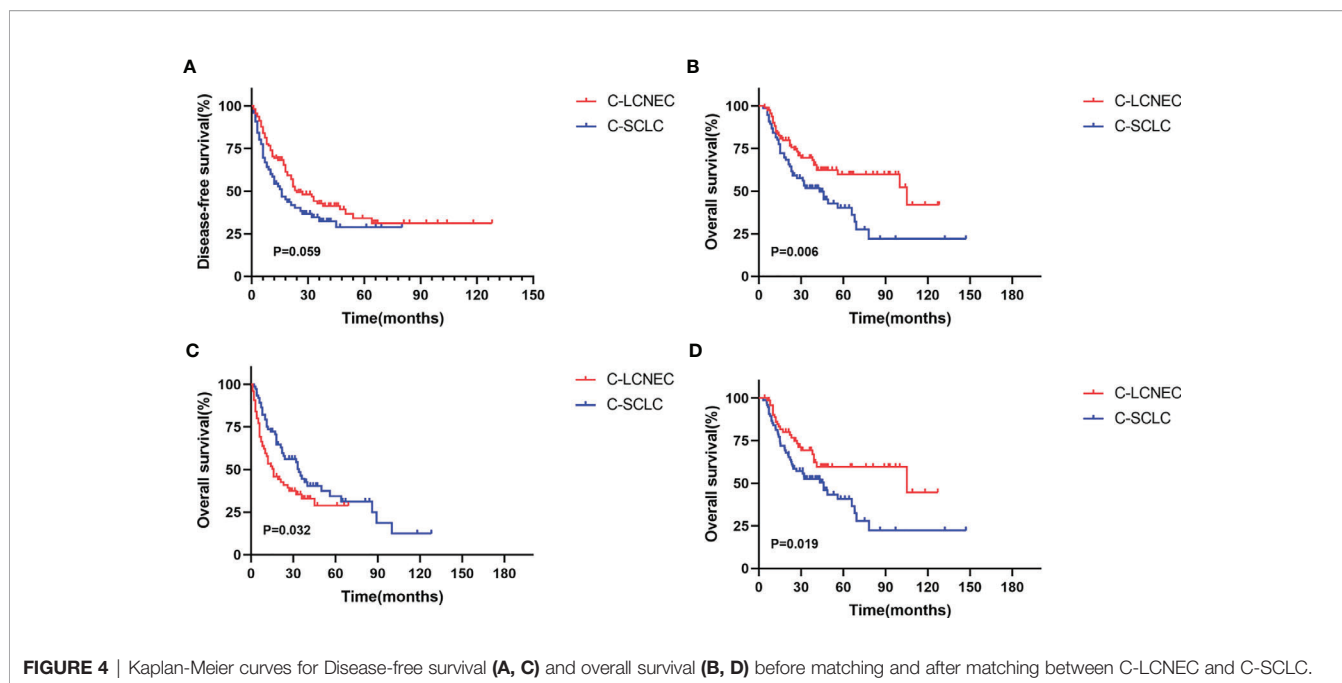 A
Disease-free survival(%)
100
75
50
25
0
0 30 60 90 120 150
Time(months)
P=0.059
C-LCNEC
C-SCLC
B
Overall survival(%)
100
75
50
25
0
0 30 60 90 120 150 180
Time(months)
P=0.006
C-LCNEC
C-SCLC
C
Overall survival(%)
100
75
50
25
0
0 30 60 90 120 150 180
Time(months)
P=0.032
C-LCNEC
C-SCLC
D
Overall survival(%)
100
75
50
25
0
0 30 60 90 120 150 180
Time(months)
P=0.019
C-LCNEC
C-SCLC
FIGURE 4 | Kaplan-Meier curves for Disease-free survival (A, C) and overall survival (B, D) before matching and after matching between C-LCNEC and C-SCLC.